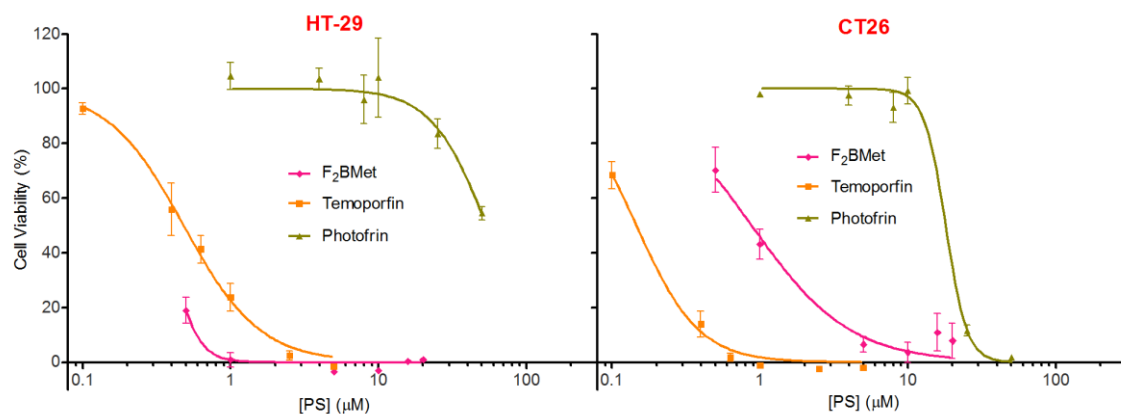 HT-29
CT26
Cell Viability (%)
120
100
80
60
40
20
0
F₂BMet
Temoporfin
Photofrin
F₂BMet
Temoporfin
Photofrin
0.1 1 10 100
0.1 1 10 100
[PS] (μM)
[PS] (μM)